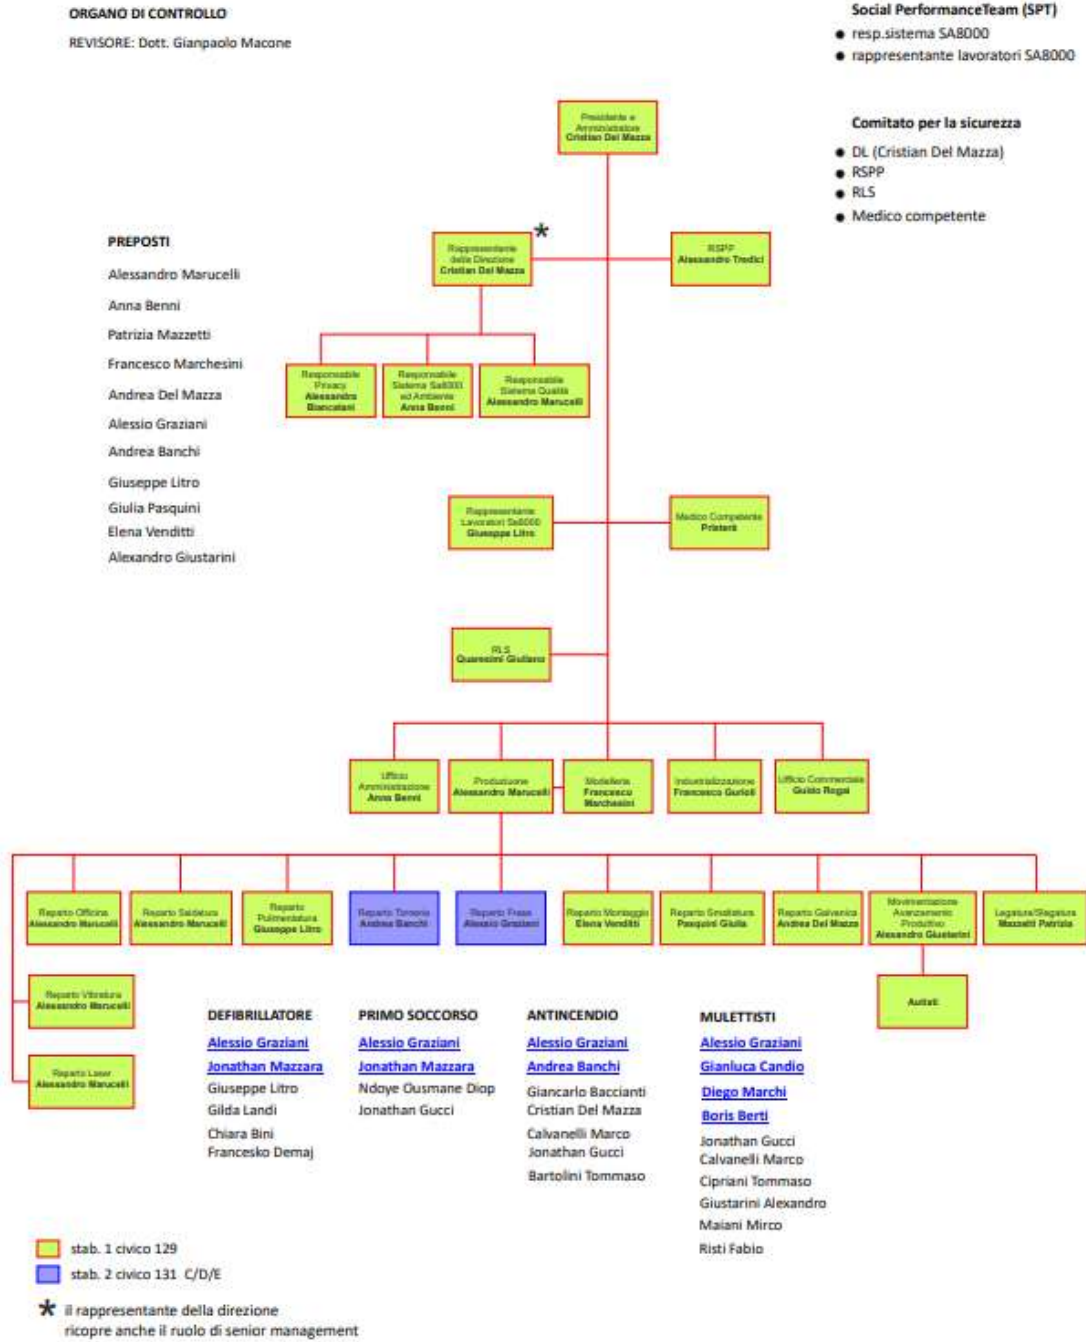 ORGANO DI CONTROLLO
REVISORE: Dott. Gianpaolo Macone
Social PerformanceTeam (SPT)
● resp.sistema SA8000
● rappresentante lavoratori SA8000
Comitato per la sicurezza
● DL (Cristian Del Mazza)
● RSPP
● RLS
● Medico competente
Presidente e
Amministratore
Cristian Del Mazza
PREPOSTI
Alessandro Marucelli
Anna Benni
Patrizia Mazzetti
Francesco Marchesini
Andrea Del Mazza
Alessio Graziani
Andrea Banchi
Giuseppe Litro
Giulia Pasquini
Elena Venditti
Alexandro Giustarini
*
Rappresentante
della Direzione
Cristian Del Mazza
RSPP
Alessandro Tredici
Responsabile
Privacy
Alessandra
Biancalani
Responsabile
Sistema Sa8000
ed Ambiente
Anna Benni
Responsabile
Sistema Qualità
Alessandro Marucelli
Rappresentante
Lavoratori Sa8000
Giuseppe Litro
Medico Competente
RLS
Quaresimi Giuliano
Ufficio
Amministrazione
Anna Benni
Produzione
Alessandro Marucelli
Modelleria
Francesco
Marchesini
Industrializzazione
Francesco Gurioli
Ufficio Commerciale
Guido Rogai
Reparto Officina
Alessandro Marucelli
Reparto Saldatura
Alessandro Marucelli
Reparto
Pulimentatura
Giuseppe Litro
Reparto Torneria
Andrea Banchi
Reparto Frese
Alessio Graziani
Reparto Montaggio
Elena Venditti
Reparto Smaltatura
Pasquini Giulia
Reparto Galvanica
Andrea Del Mazza
Movimentazione
Avanzamento
Produttivo
Alexandro Giustarini
Legatura/Slegatura
Mazzetti Patrizia
Reparto Vibratura
Alessandro Marucelli
Autisti
Reparto Laser
Alessandro Marucelli
DEFIBRILLATORE
Alessio Graziani
Jonathan Mazzara
Giuseppe Litro
Gilda Landi
Chiara Bini
Francesko Demaj
PRIMO SOCCORSO
Alessio Graziani
Jonathan Mazzara
Ndoye Ousmane Diop
Jonathan Gucci
ANTINCENDIO
Alessio Graziani
Andrea Banchi
Giancarlo Baccianti
Cristian Del Mazza
Calvanelli Marco
Jonathan Gucci
Bartolini Tommaso
MULETTISTI
Alessio Graziani
Gianluca Candio
Diego Marchi
Boris Berti
Jonathan Gucci
Calvanelli Marco
Cipriani Tommaso
Giustarini Alexandro
Maiani Mirco
Risti Fabio
stab. 1 civico 129
stab. 2 civico 131 C/D/E
* il rappresentante della direzione
ricopre anche il ruolo di senior management